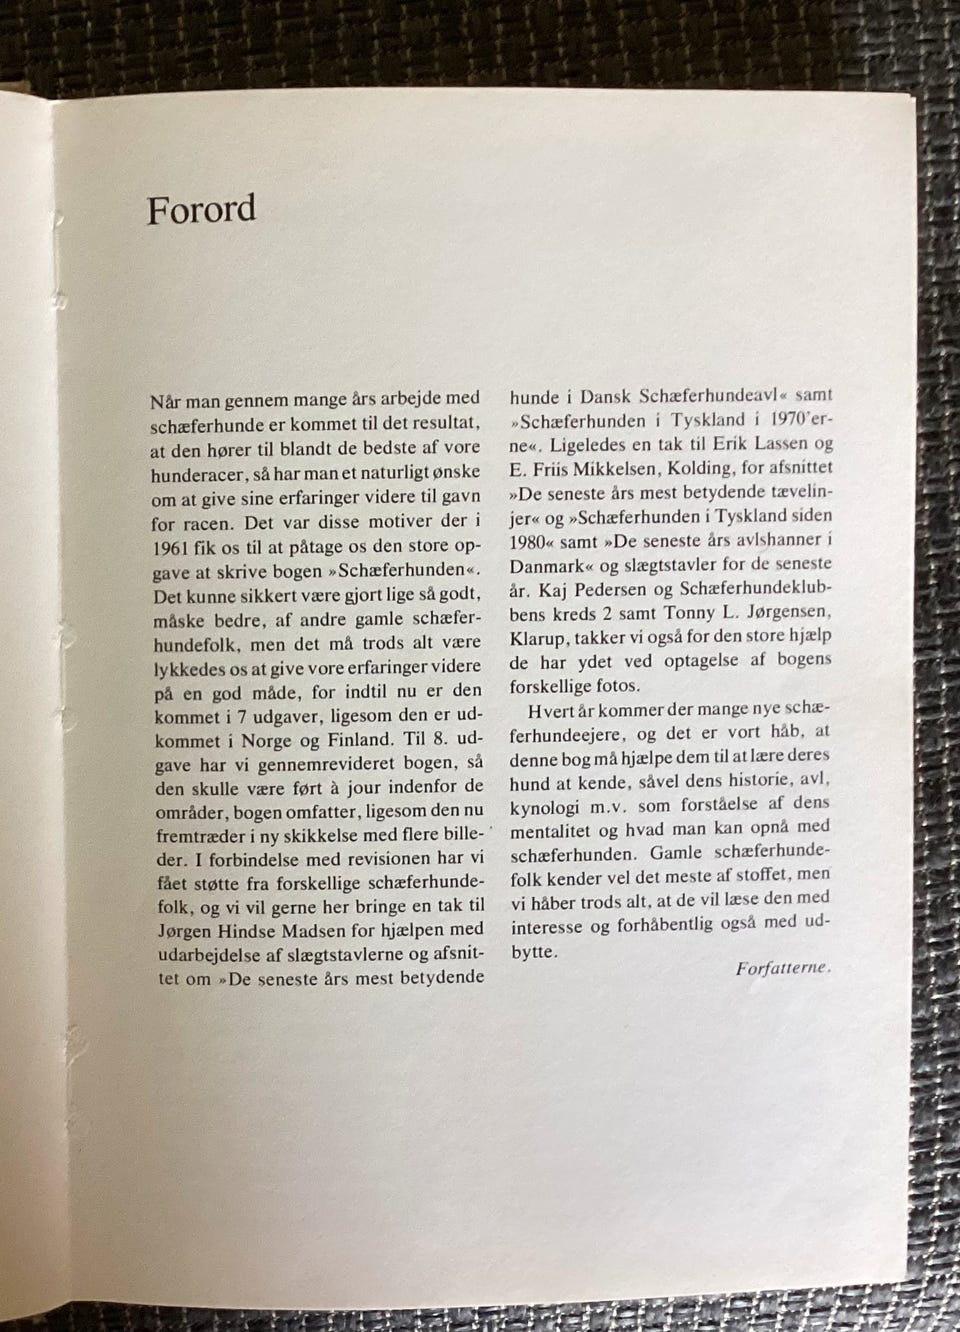 Forord
Når man gennem mange års arbejde med
schæferhunde er kommet til det resultat,
at den hører til blandt de bedste af vore
hunderacer, så har man et naturligt ønske
om at give sine erfaringer videre til gavn
for racen. Det var disse motiver der i
1961 fik os til at påtage os den store op-
gave at skrive bogen »Schæferhunden«.
Det kunne sikkert være gjort lige så godt,
måske bedre, af andre gamle schæfer-
hundefolk, men det må trods alt være
lykkedes os at give vore erfaringer videre
på en god måde, for indtil nu er den
kommet i 7 udgaver, ligesom den er ud-
kommet i Norge og Finland. Til 8. ud-
gave har vi gennemrevideret bogen, så
den skulle være ført à jour indenfor de
områder, bogen omfatter, ligesom den nu
fremtræder i ny skikkelse med flere bille-
der. I forbindelse med revisionen har vi
fået støtte fra forskellige schæferhunde-
folk, og vi vil gerne her bringe en tak til
Jørgen Hindse Madsen for hjælpen med
udarbejdelse af slægtstavlerne og afsnit-
tet om »De seneste års mest betydende
hunde i Dansk Schæferhundeavl« samt
»Schæferhunden i Tyskland i 1970'er-
ne«. Ligeledes en tak til Erik Lassen og
E. Friis Mikkelsen, Kolding, for afsnittet
»De seneste års mest betydende tævelin-
jer« og »Schæferhunden i Tyskland siden
1980« samt »De seneste års avlshanner i
Danmark« og slægtstavler for de seneste
år. Kaj Pedersen og Schæferhundeklub-
bens kreds 2 samt Tonny L. Jørgensen,
Klarup, takker vi også for den store hjælp
de har ydet ved optagelse af bogens
forskellige fotos.
Hvert år kommer der mange nye schæ-
ferhundeejere, og det er vort håb, at
denne bog må hjælpe dem til at lære deres
hund at kende, såvel dens historie, avl,
kynologi m.v. som forståelse af dens
mentalitet og hvad man kan opnå med
schæferhunden. Gamle schæferhunde-
folk kender vel det meste af stoffet, men
vi håber trods alt, at de vil læse den med
interesse og forhåbentlig også med ud-
bytte.
Forfatterne.